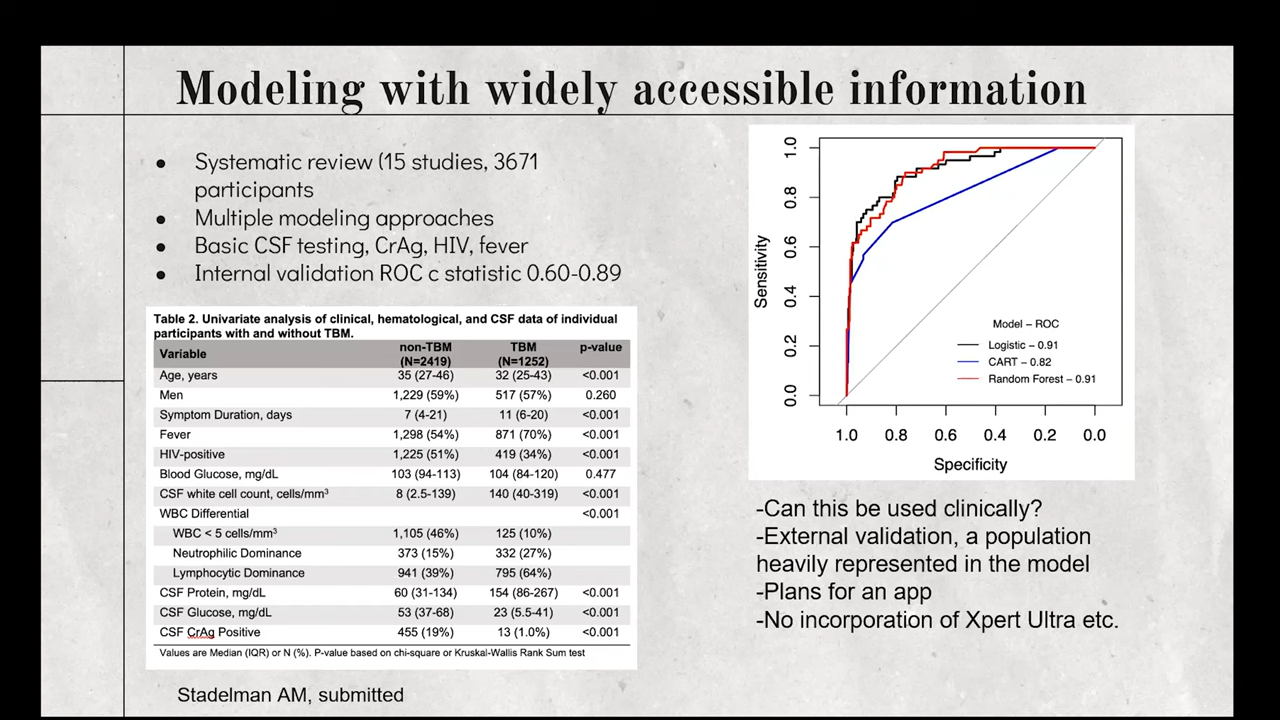 Modeling with widely accessible information
● Systematic review (15 studies, 3671
participants
● Multiple modeling approaches
● Basic CSF testing, CrAg, HIV, fever
● Internal validation ROC c statistic 0.60-0.89
Table 2. Univariate analysis of clinical, hematological, and CSF data of individual
participants with and without TBM.
Variable non-TBM (N=2419) TBM (N=1252) p-value
Age, years 35 (27-46) 32 (25-43) <0.001
Men 1,229 (59%) 517 (57%) 0.260
Symptom Duration, days 7 (4-21) 11 (6-20) <0.001
Fever 1,298 (54%) 871 (70%) <0.001
HIV-positive 1,225 (51%) 419 (34%) <0.001
Blood Glucose, mg/dL 103 (94-113) 104 (84-120) 0.477
CSF white cell count, cells/mm³ 8 (2.5-139) 140 (40-319) <0.001
WBC Differential <0.001
WBC < 5 cells/mm³ 1,105 (46%) 125 (10%)
Neutrophilic Dominance 373 (15%) 332 (27%)
Lymphocytic Dominance 941 (39%) 795 (64%)
CSF Protein, mg/dL 60 (31-134) 154 (86-267) <0.001
CSF Glucose, mg/dL 53 (37-68) 23 (5.5-41) <0.001
CSF CrAg Positive 455 (19%) 13 (1.0%) <0.001
Values are Median (IQR) or N (%). P-value based on chi-square or Kruskal-Wallis Rank Sum test
Stadelman AM, submitted
Sensitivity
1.0
0.8
0.6
0.4
0.2
0.0
Model – ROC
Logistic – 0.91
CART – 0.82
Random Forest – 0.91
1.0 0.8 0.6 0.4 0.2 0.0
Specificity
-Can this be used clinically?
-External validation, a population
heavily represented in the model
-Plans for an app
-No incorporation of Xpert Ultra etc.